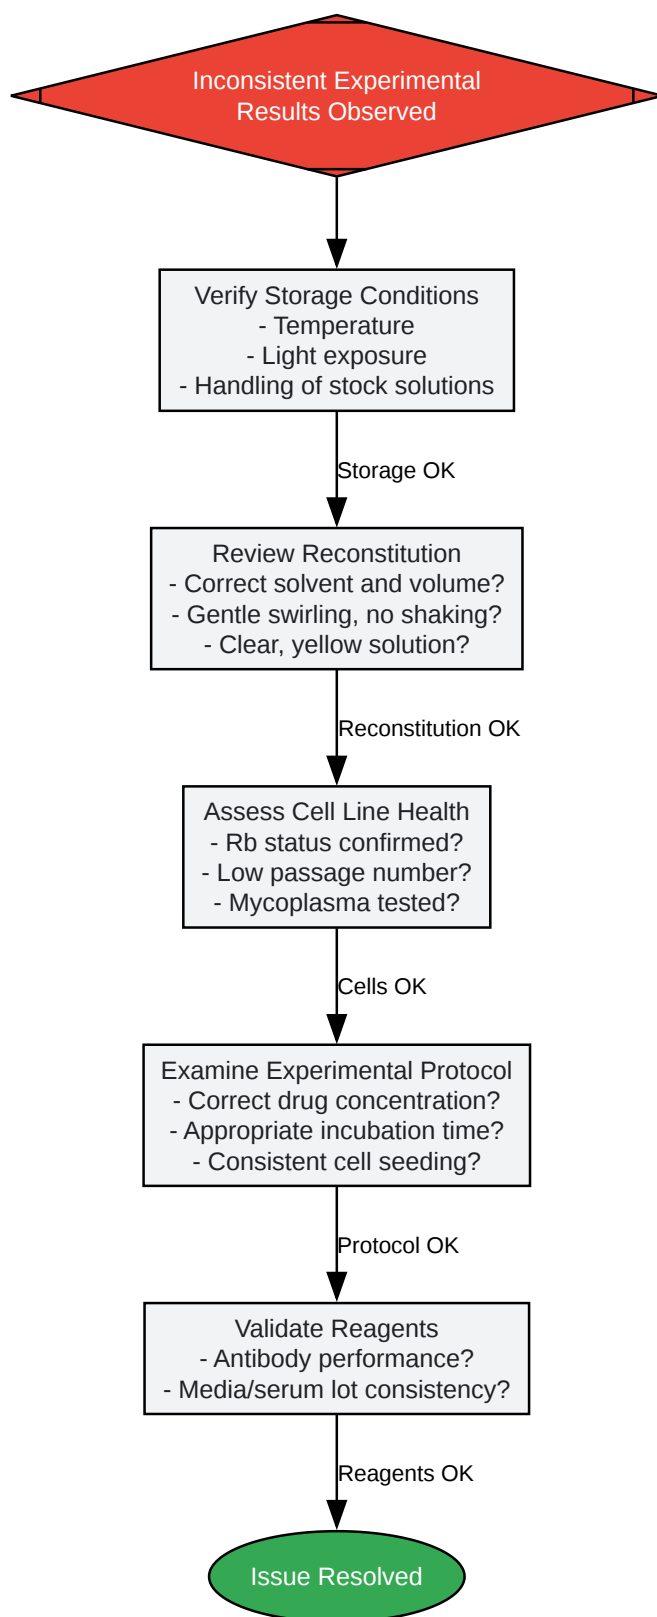 Inconsistent Experimental
Results Observed
Verify Storage Conditions
- Temperature
- Light exposure
- Handling of stock solutions
Storage OK
Review Reconstitution
- Correct solvent and volume?
- Gentle swirling, no shaking?
- Clear, yellow solution?
Reconstitution OK
Assess Cell Line Health
- Rb status confirmed?
- Low passage number?
- Mycoplasma tested?
Cells OK
Examine Experimental Protocol
- Correct drug concentration?
- Appropriate incubation time?
- Consistent cell seeding?
Protocol OK
Validate Reagents
- Antibody performance?
- Media/serum lot consistency?
Reagents OK
Issue Resolved